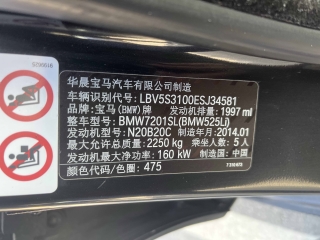 华晨宝马汽车有限公司制造
车辆识别代号:LBV5S3100ESJ34581
品牌:宝马(BMW)牌 发动机排量:1997 ml
整车型号:BMW7201SL(BMW525Li)
发动机型号:N20B20C 制造年月:2014.01
最大允许总质量:2250 kg 乘坐人数:5人
发动机最大净功率:160 kW 制造国:中国
颜色代码/色圈:475